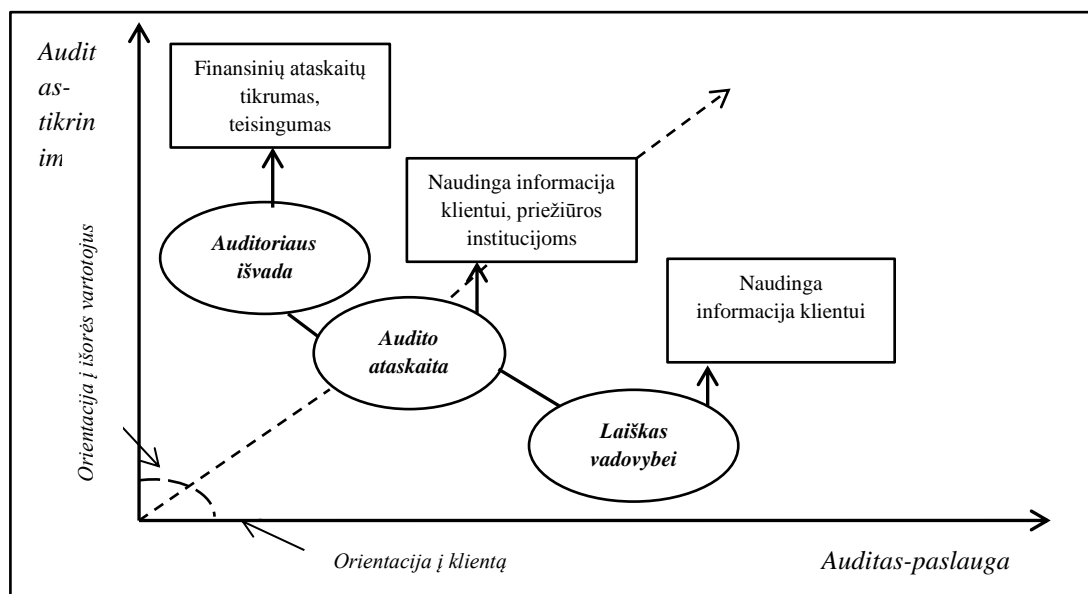 Audit
as-
tikrin
im
Finansinių ataskaitų
tikrumas,
teisingumas
Naudinga informacija
klientui, priežiūros
institucijoms
Auditoriaus
išvada
Naudinga
informacija klientui
Audito
ataskaita
Laiškas
vadovybei
Orientacija į išorės vartotojus
Orientacija į klientą
Auditas-paslauga